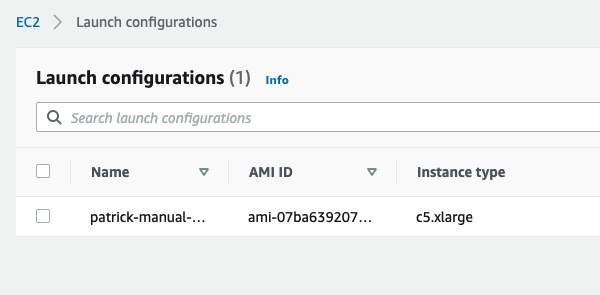 EC2 > Launch configurations
Launch configurations (1) Info
Search launch configurations
Name AMI ID Instance type
patrick-manual-... ami-07ba639207... c5.xlarge